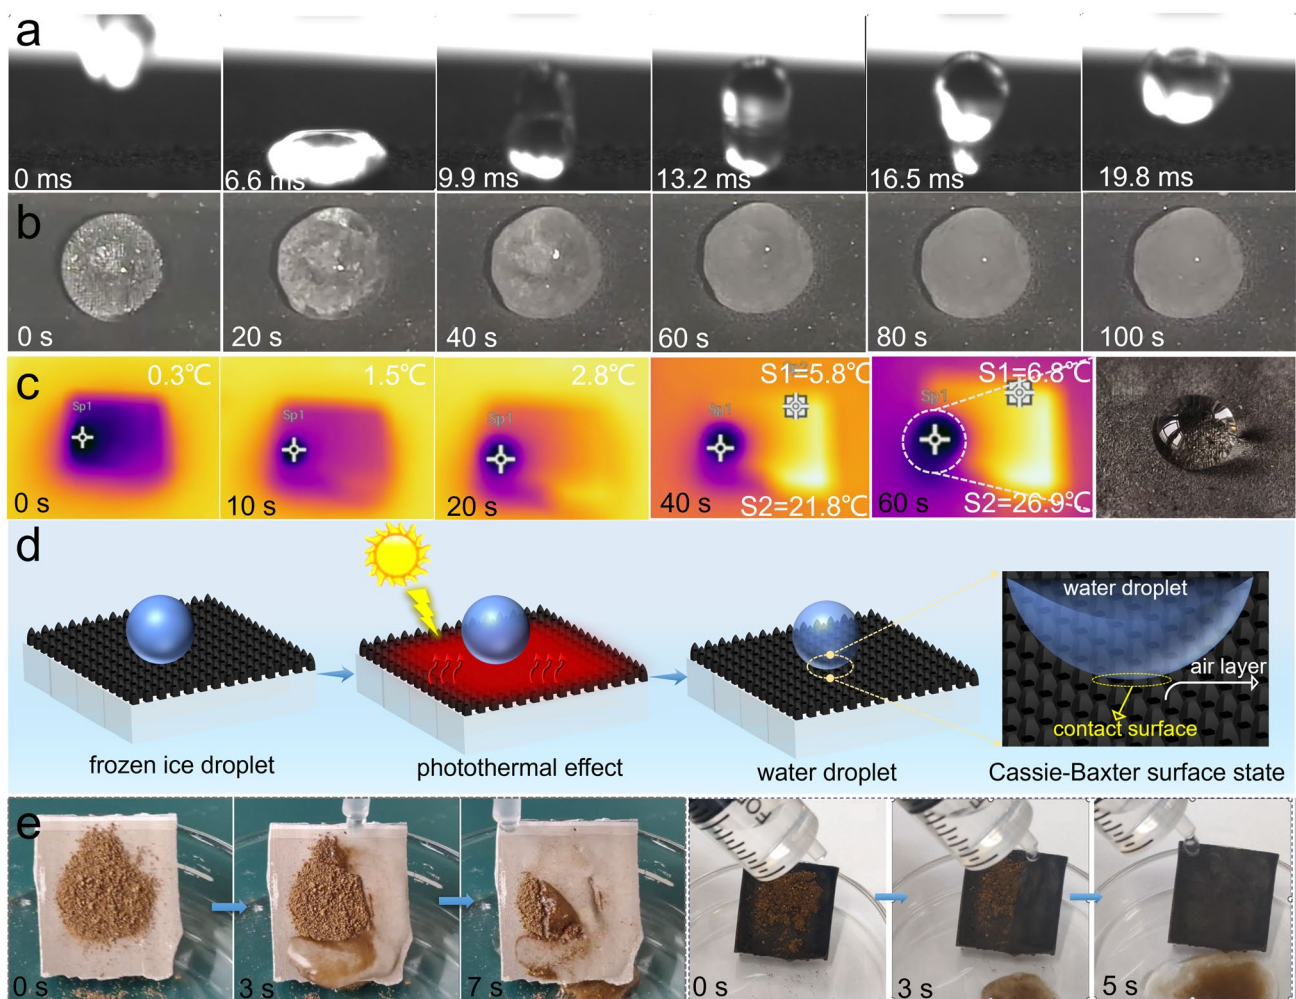 a
0 ms
6.6 ms
9.9 ms
13.2 ms
16.5 ms
19.8 ms
b
0 s
20 s
40 s
60 s
80 s
100 s
c
0.3℃
Sp1
0 s
1.5℃
Sp1
10 s
2.8℃
Sp1
20 s
S1=5.8℃
Sp1
40 s
S2=21.8℃
S1=6.8℃
Sp1
60 s
S2=26.9℃
d
water droplet
air layer
contact surface
frozen ice droplet
photothermal effect
water droplet
Cassie-Baxter surface state
e
0 s
3 s
7 s
0 s
3 s
5 s